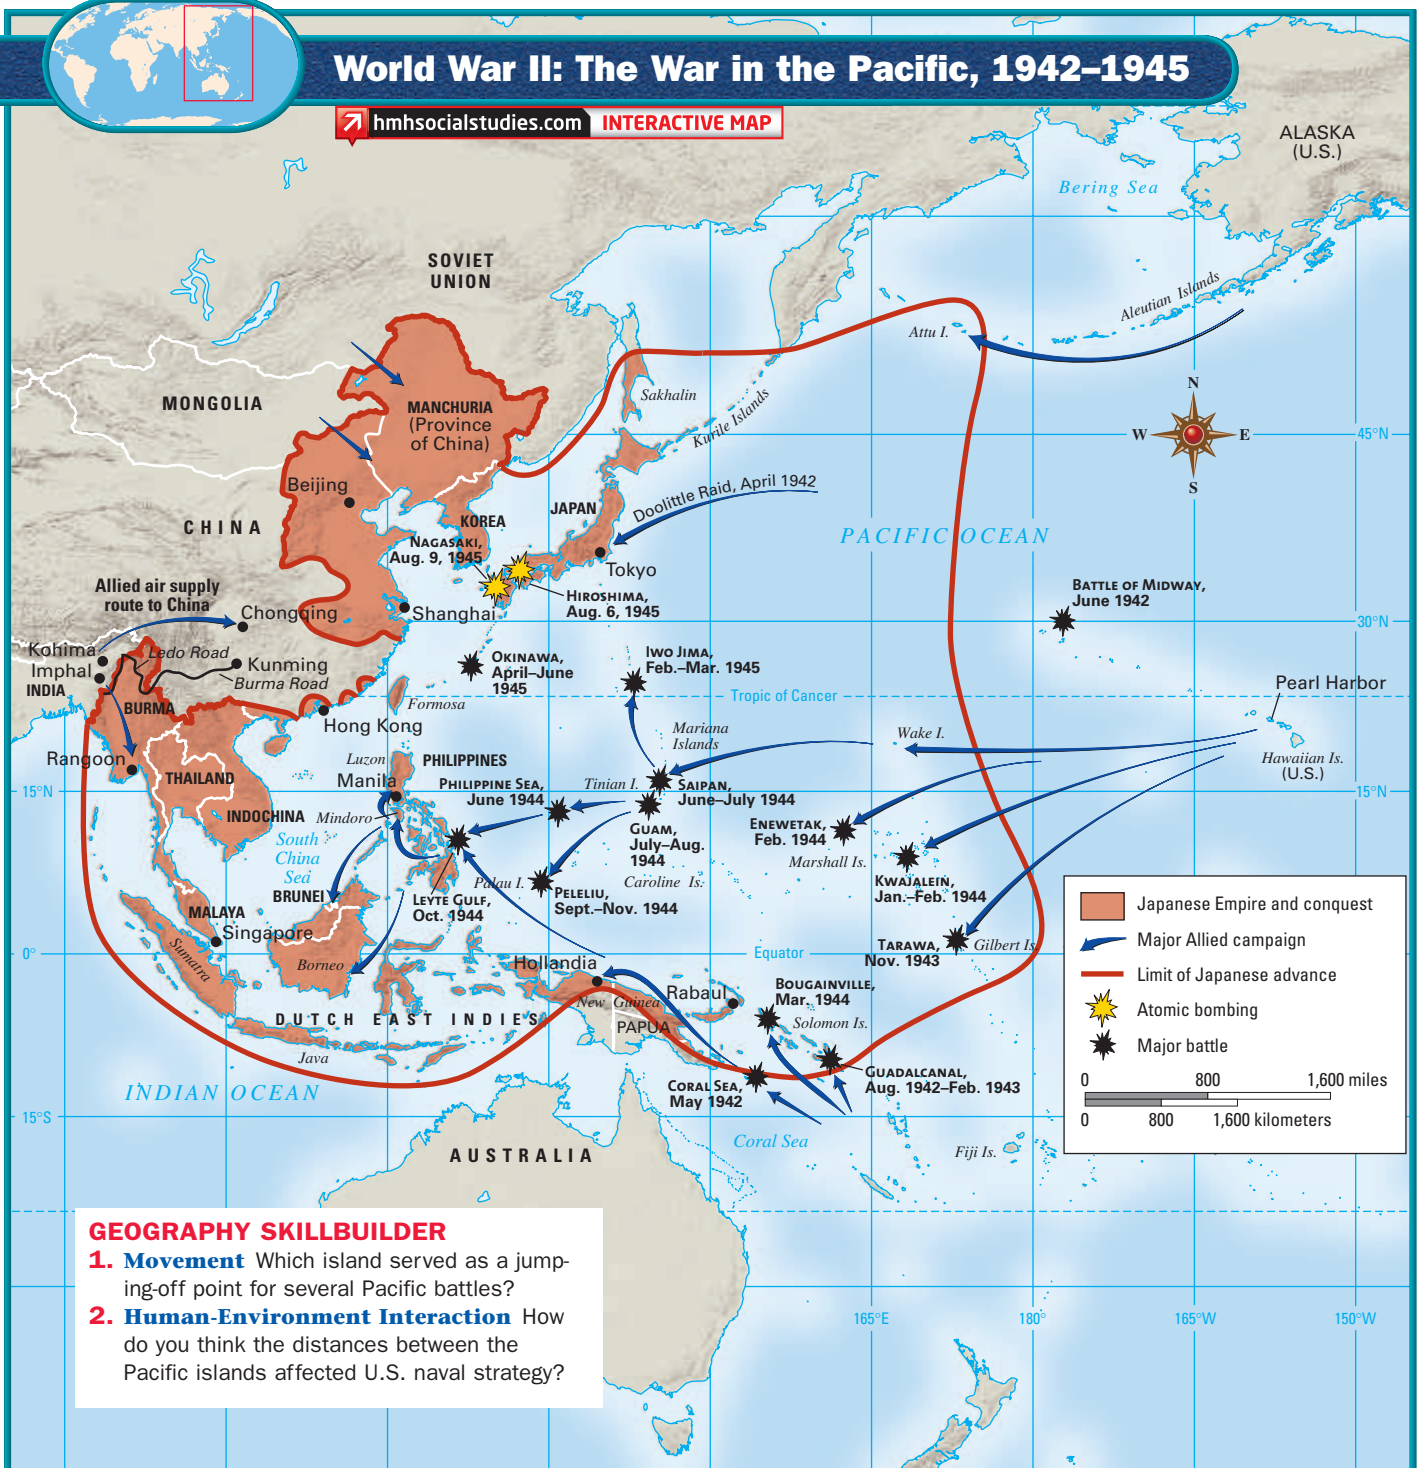 World War II: The War in the Pacific, 1942–1945
hmhsocialstudies.com INTERACTIVE MAP
ALASKA
(U.S.)
Bering Sea
SOVIET
UNION
Aleutian Islands
Attu I.
MONGOLIA
MANCHURIA
(Province
of China)
Sakhalin
Kurile Islands
N
W
E
S
45°N
Beijing
CHINA
KOREA
JAPAN
Doolittle Raid, April 1942
PACIFIC OCEAN
NAGASAKI,
Aug. 9, 1945
Tokyo
HIROSHIMA,
Aug. 6, 1945
Allied air supply
route to China
Chongqing
Shanghai
BATTLE OF MIDWAY,
June 1942
30°N
Kohima
Imphal
INDIA
Ledo Road
Kunming
Burma Road
OKINAWA,
April–June
1945
IWO JIMA,
Feb.–Mar. 1945
Tropic of Cancer
Pearl Harbor
BURMA
Formosa
Hong Kong
Mariana
Islands
Wake I.
Hawaiian Is.
(U.S.)
Rangoon
THAILAND
Luzon
PHILIPPINES
Manila
PHILIPPINE SEA,
June 1944
Tinian I.
SAIPAN,
June–July 1944
15°N
15°N
INDOCHINA
Mindoro
GUAM,
July–Aug.
1944
ENEWETAK,
Feb. 1944
Marshall Is.
South
China
Sea
BRUNEI
Palau I.
LEYTE GULF,
Oct. 1944
PELELIU,
Sept.–Nov. 1944
Caroline Is.
KWAJALEIN,
Jan.–Feb. 1944
MALAYA
Singapore
Sumatra
Borneo
0°
Equator
TARAWA,
Nov. 1943
Gilbert Is.
Hollandia
New Guinea
PAPUA
Rabaul
BOUGAINVILLE,
Mar. 1944
Solomon Is.
DUTCH EAST INDIES
Java
INDIAN OCEAN
CORAL SEA,
May 1942
GUADALCANAL,
Aug. 1942–Feb. 1943
15°S
Coral Sea
Fiji Is.
AUSTRALIA
Japanese Empire and conquest
Major Allied campaign
Limit of Japanese advance
Atomic bombing
Major battle
0 800 1,600 miles
0 800 1,600 kilometers
165°E
180°
165°W
150°W
GEOGRAPHY SKILLBUILDER
1. Movement Which island served as a jump-
ing-off point for several Pacific battles?
2. Human-Environment Interaction How
do you think the distances between the
Pacific islands affected U.S. naval strategy?